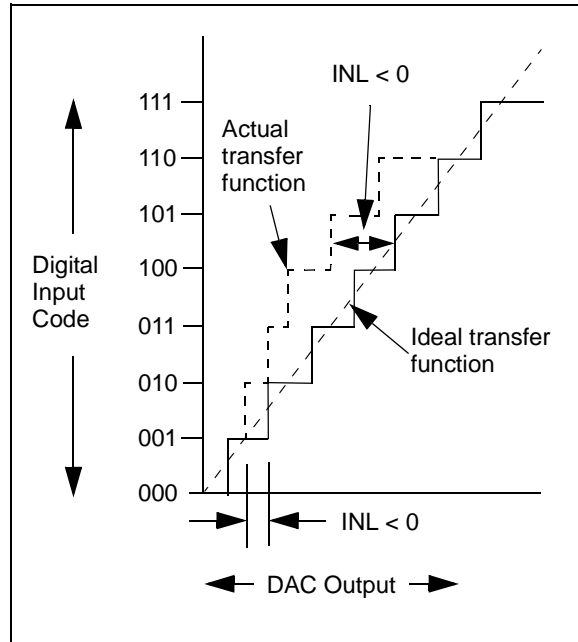 INL < 0
111
Actual
transfer
function
110
101
100
Digital
Input
Code
011
Ideal transfer
function
010
001
000
INL < 0
DAC Output